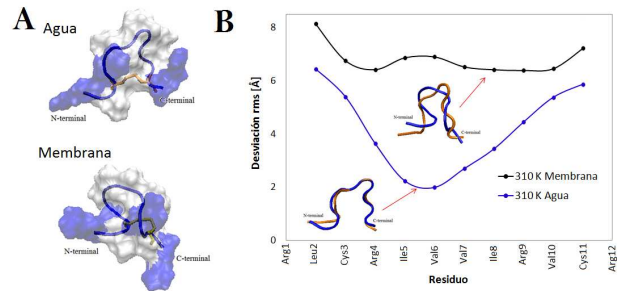 A
Agua
N-terminal
C-terminal
Membrana
N-terminal
C-terminal
B
Desviación rms [Å]
8
6
4
2
0
N-terminal
C-terminal
N-terminal
C-terminal
310 K Membrana
310 K Agua
Arg1
Leu2
Cys3
Arg4
Ile5
Val6
Val7
Ile8
Arg9
Val10
Cys11
Arg12
Residuo